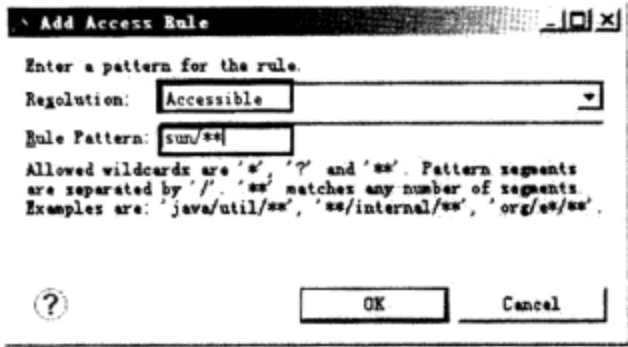 Add Access Rule
Enter a pattern for the rule.
Resolution: Accessible
Rule Pattern: sun/**
Allowed wildcards are '*', '?' and '**'. Pattern segments
are separated by '/'. '**' matches any number of segments.
Examples are: 'java/util/**', '**/internal/**', 'org/e*/**'.
?
OK Cancel